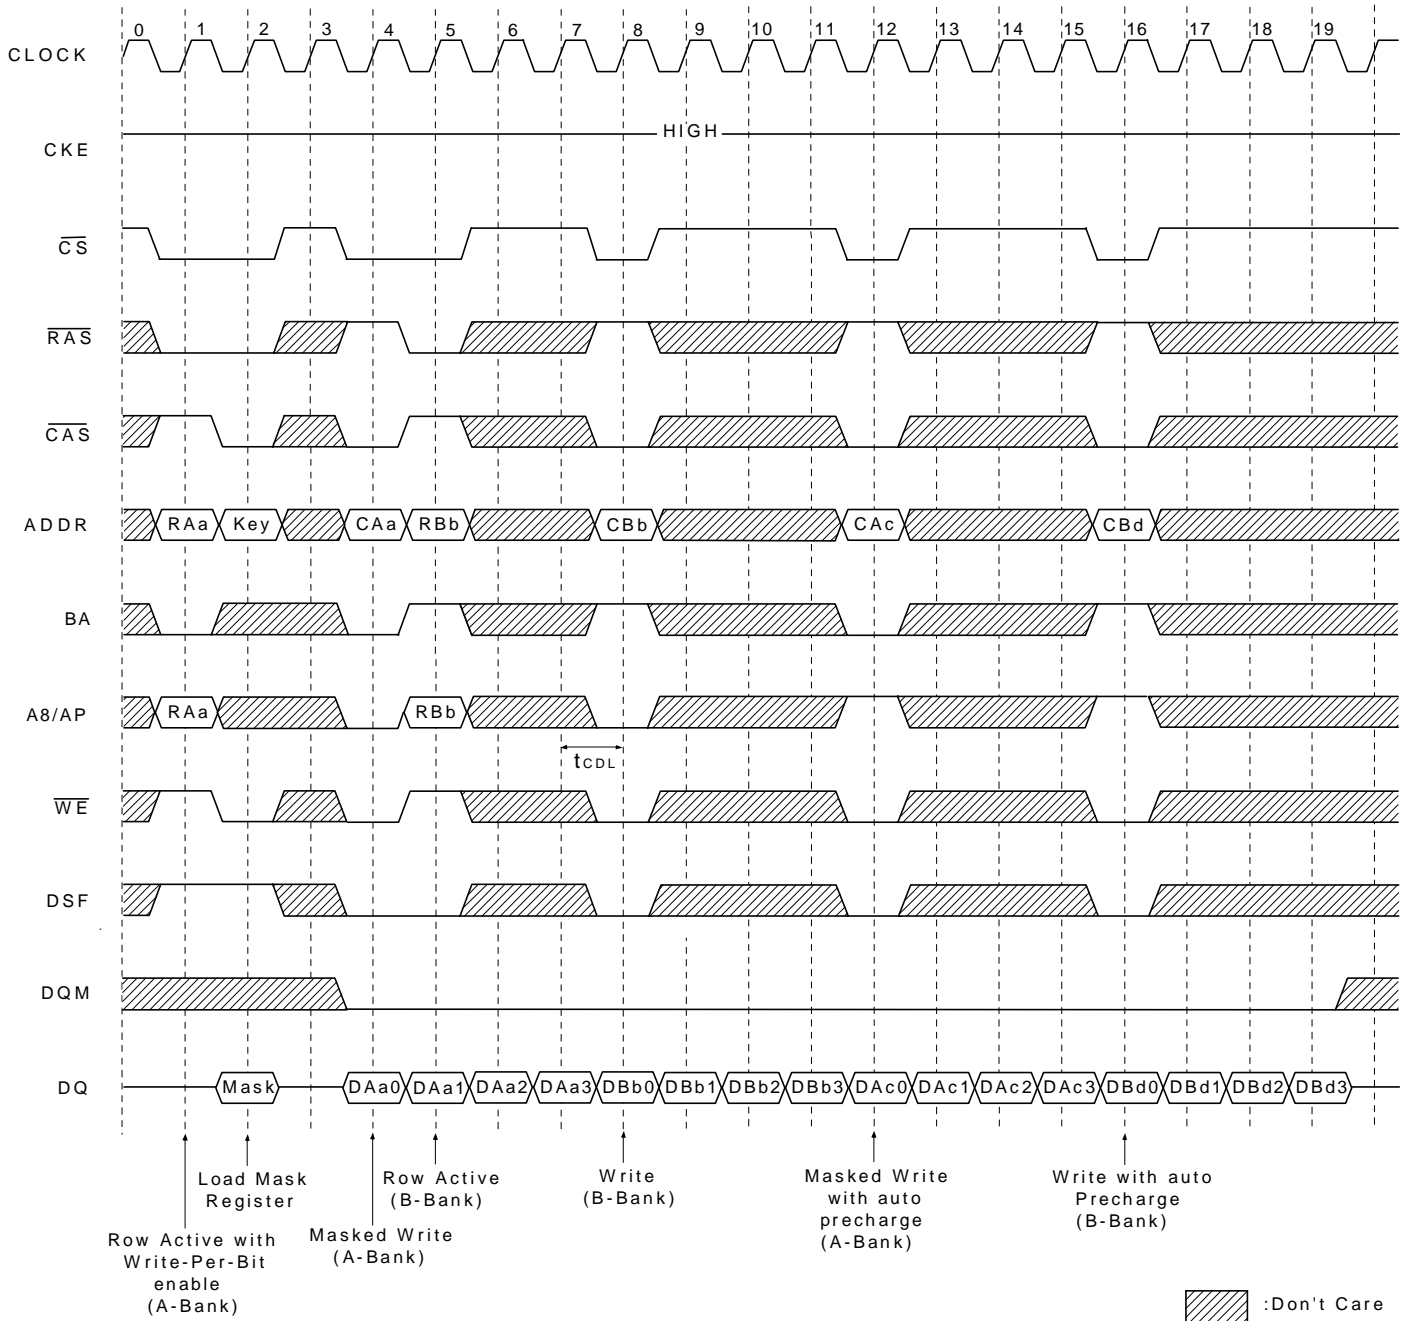 0 1 2 3 4 5 6 7 8 9 10 11 12 13 14 15 16 17 18 19
CLOCK
HIGH
CKE
CS
RAS
CAS
ADDR RAa Key CAa RBb CBb CAc CBd
BA
A8/AP RAa RBb
tCDL
WE
DSF
DQM
DQ Mask DAa0 DAa1 DAa2 DAa3 DBb0 DBb1 DBb2 DBb3 DAc0 DAc1 DAc2 DAc3 DBd0 DBd1 DBd2 DBd3
Row Active with
Write-Per-Bit
enable
(A-Bank)
Load Mask
Register
Masked Write
(A-Bank)
Row Active
(B-Bank)
Write
(B-Bank)
Masked Write
with auto
precharge
(A-Bank)
Write with auto
Precharge
(B-Bank)
:Don't Care